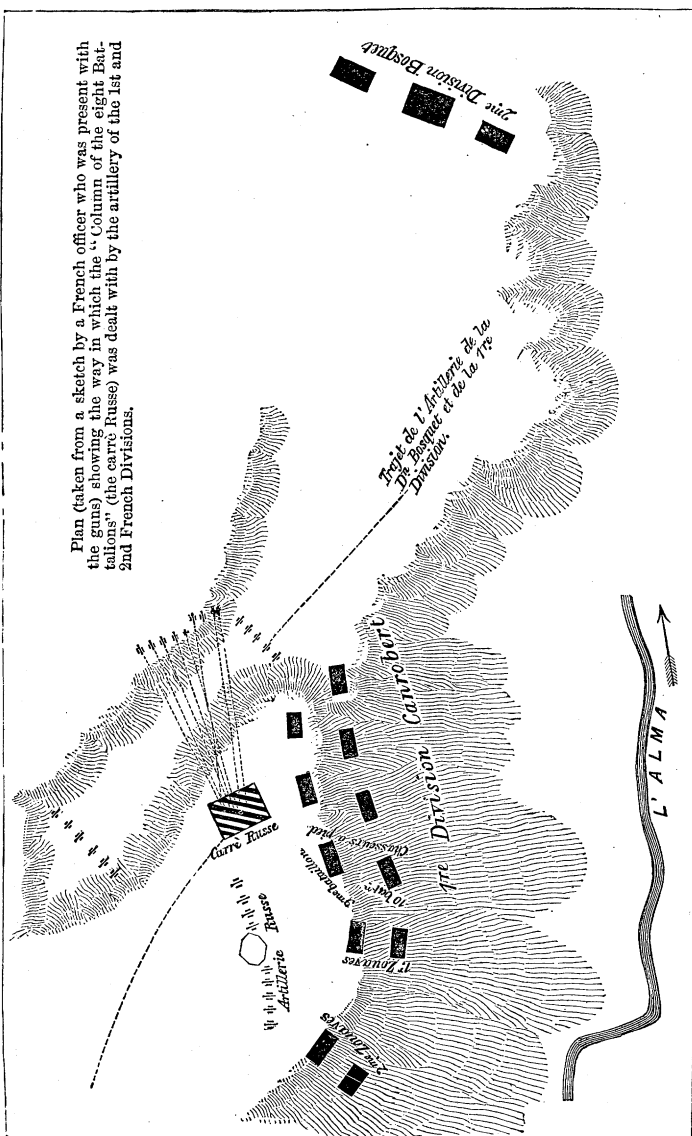 Plan (taken from a sketch by a French officer who was present with
the guns) showing the way in which the "Column of the eight Bat-
talions" (the carrè Russe) was dealt with by the artillery of the 1st and
2nd French Divisions.
2me Division Bosquet
Trajet de l'Artillerie de la
Dn Bosquet et de la 1re
Division.
Carré Russe
Artillerie
Russe
1re Division Canrobert
Chasseurs à pied.
bataillon
1r Zouaves
2me Zouaves
L'ALMA